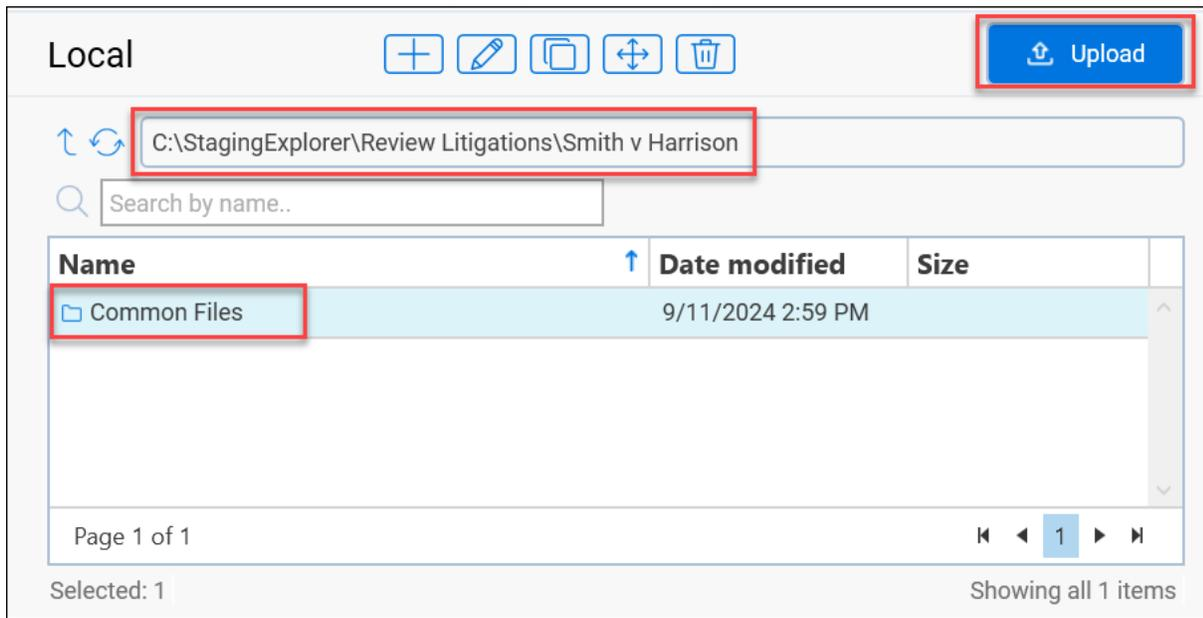 Local
Upload
C:\StagingExplorer\Review Litigations\Smith v Harrison
Search by name..
Name Date modified Size
Common Files 9/11/2024 2:59 PM
Page 1 of 1 1
Selected: 1 Showing all 1 items